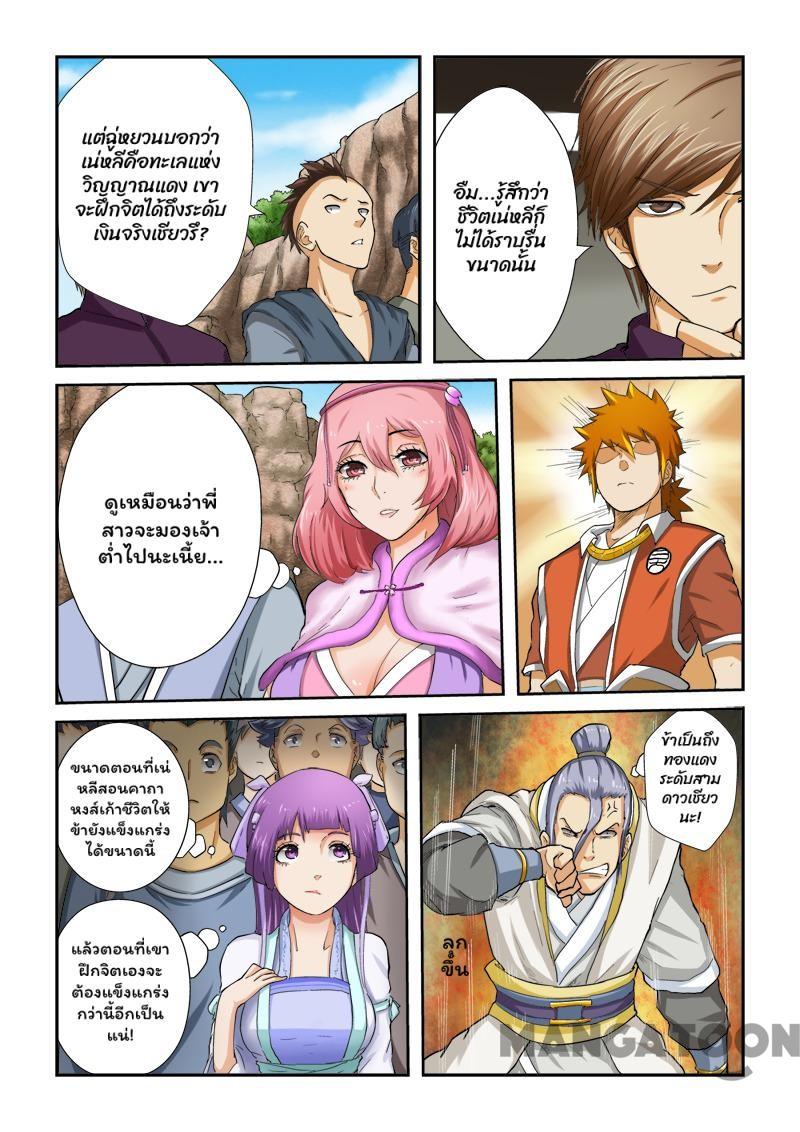 แต่ฉู่หยวนบอกว่า
เน่หลีคือทะเลแห่ง
วิญญาณแดง เขา
จะฝึกจิตได้ถึงระดับ
เงินจริงเชียวรึ?
อืม...รู้สึกว่า
ชีวิตเน่หลีก็
ไม่ได้ราบรื่น
ขนาดนั้น
ดูเหมือนว่าพี่
สาวจะมองเจ้า
ต่ำไปนะเนี้ย...
ขนาดตอนที่เน่
หลีสอนคาถา
หงส์เก้าชีวิตให้
ข้ายังแข็งแกร่ง
ได้ขนาดนี้
แล้วตอนที่เขา
ฝึกจิตเองจะ
ต้องแข็งแกร่ง
กว่านี้อีกเป็น
แน่!
ข้าเป็นถึง
ทองแดง
ระดับสาม
ดาวเชียว
นะ!
ลุก
ขึ้น
MANGATOON